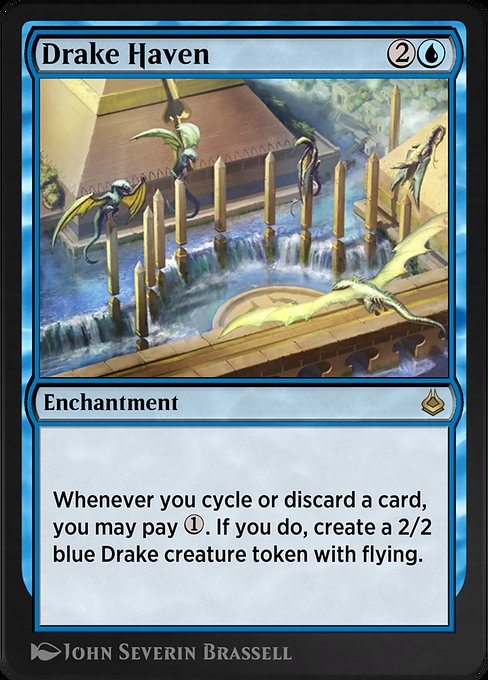 Drake Haven 2
Enchantment
Whenever you cycle or discard a card,
you may pay 1. If you do, create a 2/2
blue Drake creature token with flying.
John Severin Brassell